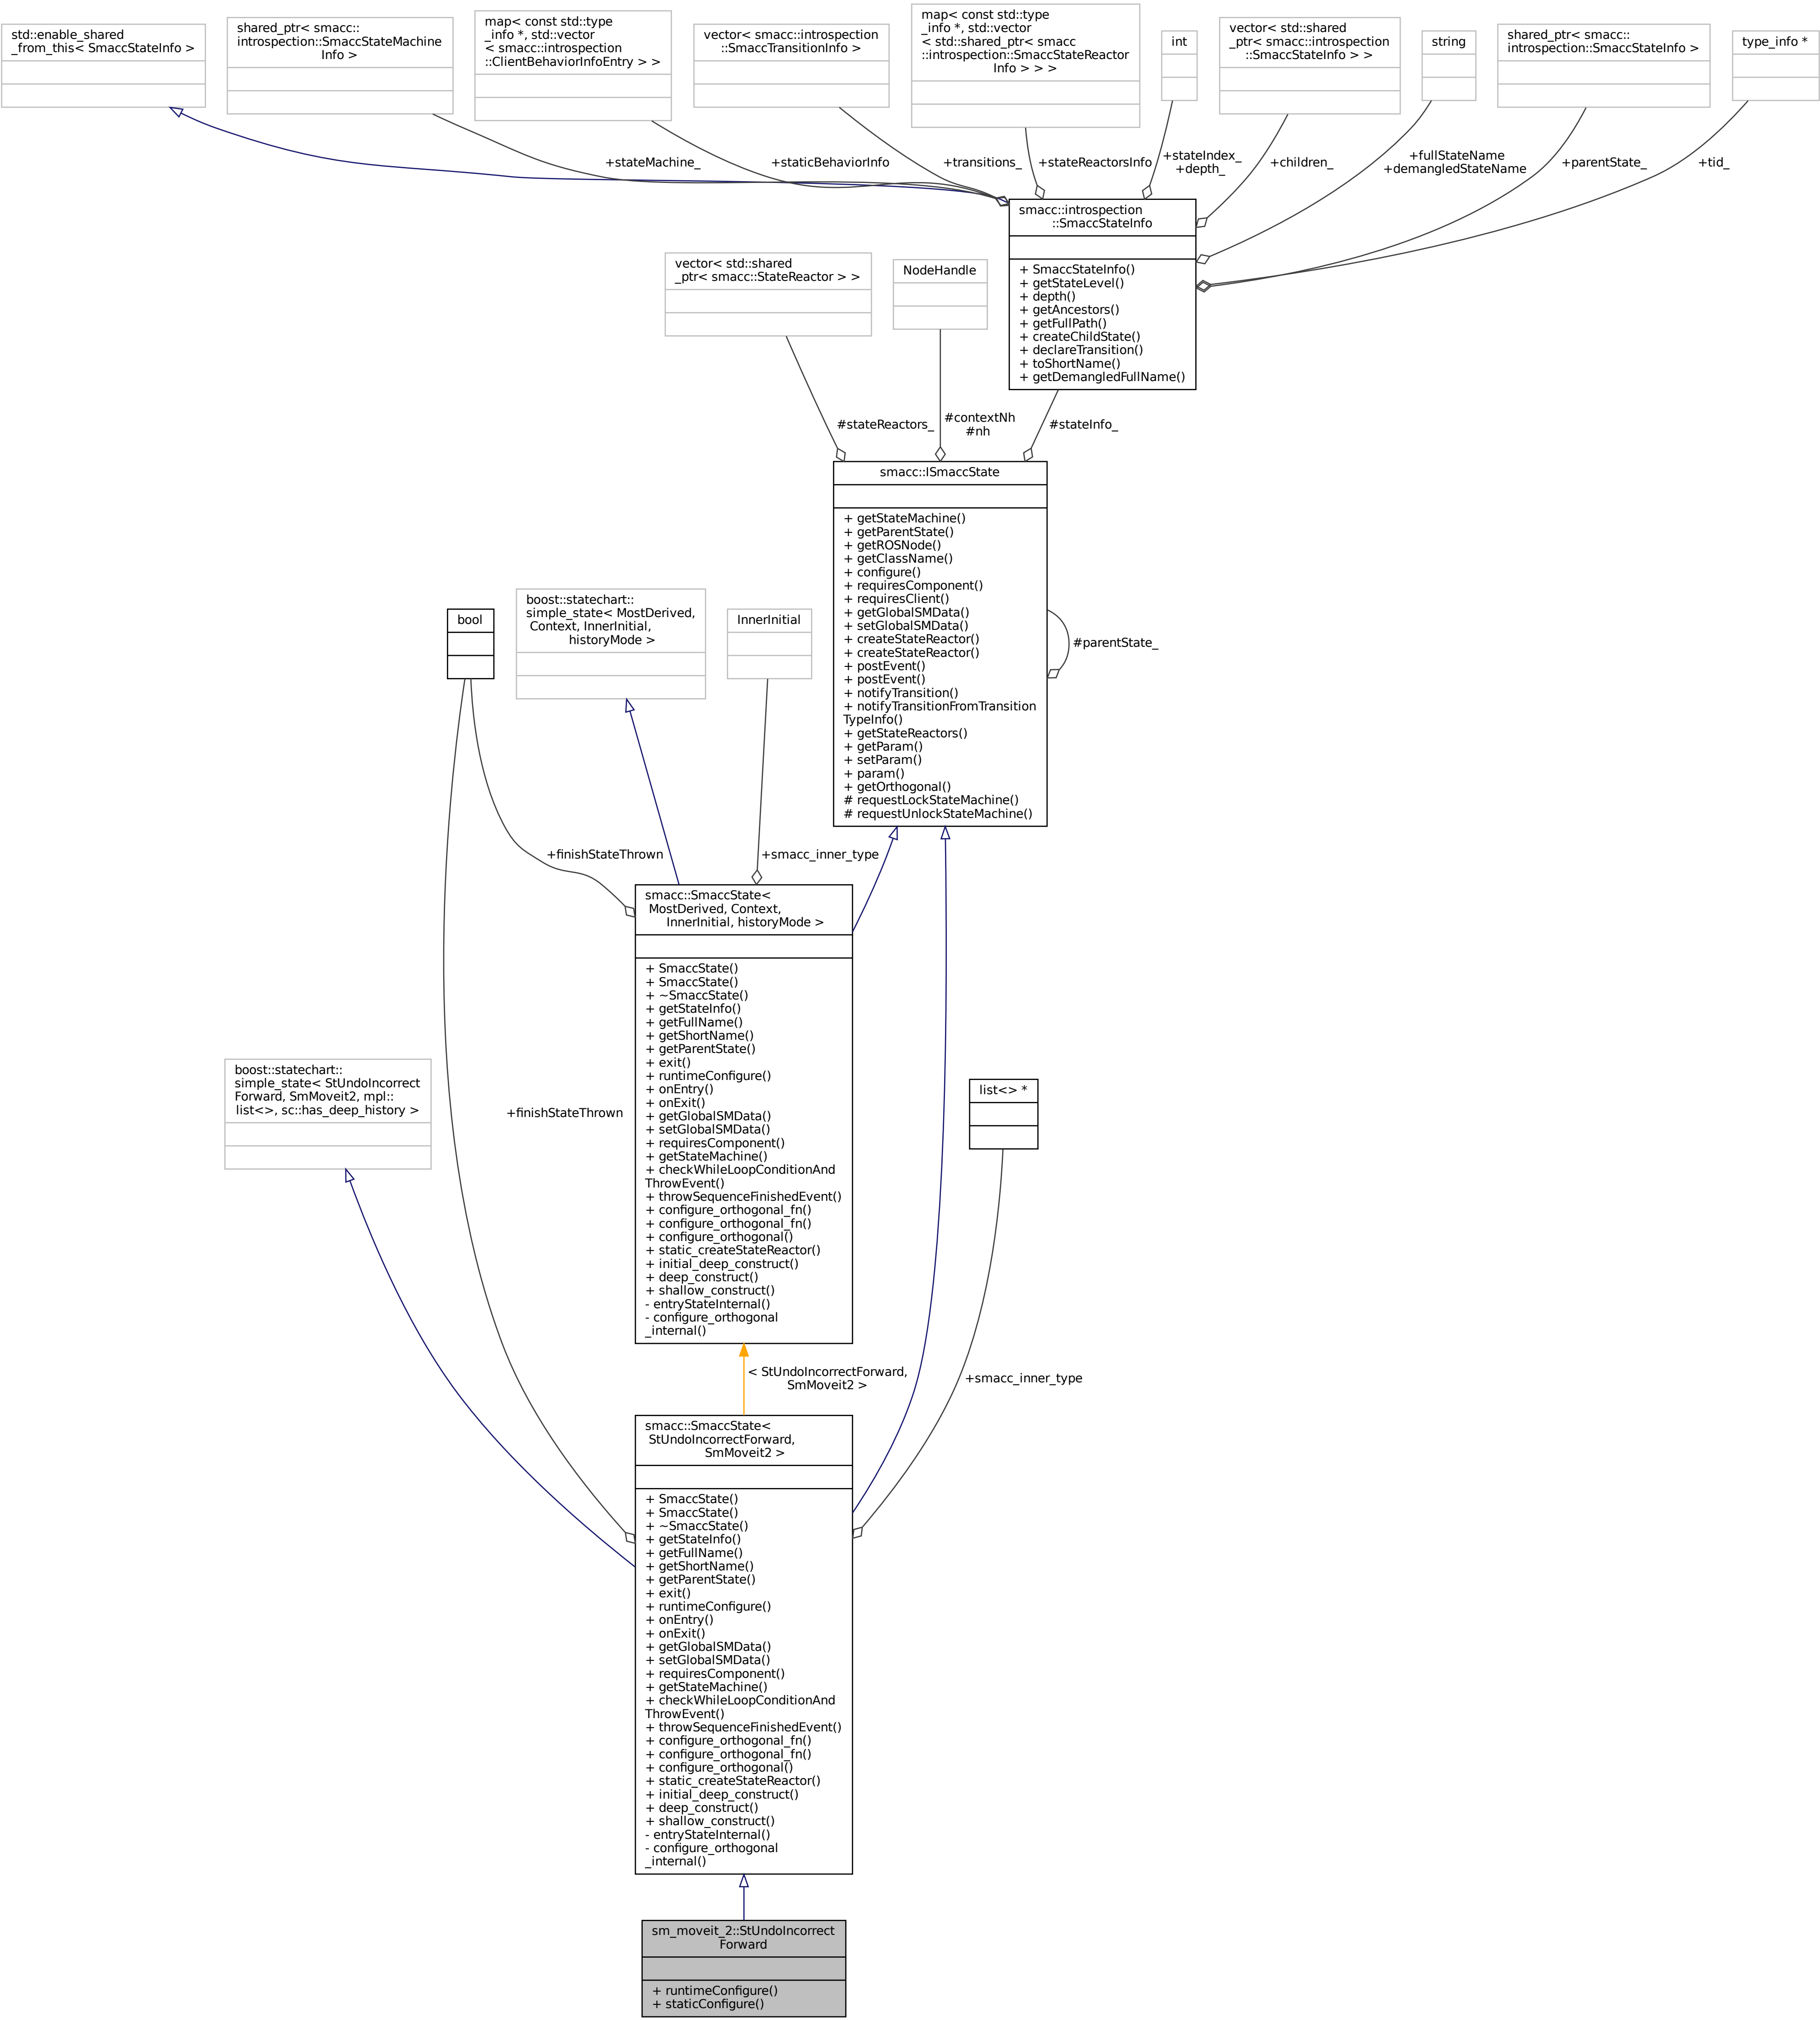 std::enable_shared
_from_this< SmaccStateInfo >
shared_ptr< smacc::
introspection::SmaccStateMachine
Info >
map< const std::type
_info *, std::vector
< smacc::introspection
::ClientBehaviorInfoEntry > >
vector< smacc::introspection
::SmaccTransitionInfo >
map< const std::type
_info *, std::vector
< std::shared_ptr< smacc
::introspection::SmaccStateReactor
Info > > >
int
vector< std::shared
_ptr< smacc::introspection
::SmaccStateInfo > >
string
shared_ptr< smacc::
introspection::SmaccStateInfo >
type_info *
+stateMachine_
+staticBehaviorInfo
+transitions_
+stateReactorsInfo
+stateIndex_
+depth_
+children_
+fullStateName
+demangledStateName
+parentState_
+tid_
smacc::introspection
::SmaccStateInfo
+ SmaccStateInfo()
+ getStateLevel()
+ depth()
+ getAncestors()
+ getFullPath()
+ createChildState()
+ declareTransition()
+ toShortName()
+ getDemangledFullName()
vector< std::shared
_ptr< smacc::StateReactor > >
NodeHandle
#stateReactors_
#contextNh
#nh
#stateInfo_
smacc::ISmaccState
+ getStateMachine()
+ getParentState()
+ getROSNode()
+ getClassName()
+ configure()
+ requiresComponent()
+ requiresClient()
+ getGlobalSMData()
+ setGlobalSMData()
+ createStateReactor()
+ createStateReactor()
+ postEvent()
+ postEvent()
+ notifyTransition()
+ notifyTransitionFromTransition
TypeInfo()
+ getStateReactors()
+ getParam()
+ setParam()
+ param()
+ getOrthogonal()
# requestLockStateMachine()
# requestUnlockStateMachine()
#parentState_
bool
boost::statechart::
simple_state< MostDerived,
Context, InnerInitial,
historyMode >
InnerInitial
+finishStateThrown
+smacc_inner_type
smacc::SmaccState<
MostDerived, Context,
InnerInitial, historyMode >
+ SmaccState()
+ SmaccState()
+ ~SmaccState()
+ getStateInfo()
+ getFullName()
+ getShortName()
+ getParentState()
+ exit()
+ runtimeConfigure()
+ onEntry()
+ onExit()
+ getGlobalSMData()
+ setGlobalSMData()
+ requiresComponent()
+ getStateMachine()
+ checkWhileLoopConditionAnd
ThrowEvent()
+ throwSequenceFinishedEvent()
+ configure_orthogonal_fn()
+ configure_orthogonal_fn()
+ configure_orthogonal()
+ static_createStateReactor()
+ initial_deep_construct()
+ deep_construct()
+ shallow_construct()
- entryStateInternal()
- configure_orthogonal
_internal()
boost::statechart::
simple_state< StUndoIncorrect
Forward, SmMoveit2, mpl::
list<>, sc::has_deep_history >
+finishStateThrown
list<> *
< StUndoIncorrectForward,
SmMoveit2 >
+smacc_inner_type
smacc::SmaccState<
StUndoIncorrectForward,
SmMoveit2 >
+ SmaccState()
+ SmaccState()
+ ~SmaccState()
+ getStateInfo()
+ getFullName()
+ getShortName()
+ getParentState()
+ exit()
+ runtimeConfigure()
+ onEntry()
+ onExit()
+ getGlobalSMData()
+ setGlobalSMData()
+ requiresComponent()
+ getStateMachine()
+ checkWhileLoopConditionAnd
ThrowEvent()
+ throwSequenceFinishedEvent()
+ configure_orthogonal_fn()
+ configure_orthogonal_fn()
+ configure_orthogonal()
+ static_createStateReactor()
+ initial_deep_construct()
+ deep_construct()
+ shallow_construct()
- entryStateInternal()
- configure_orthogonal
_internal()
sm_moveit_2::StUndoIncorrect
Forward
+ runtimeConfigure()
+ staticConfigure()